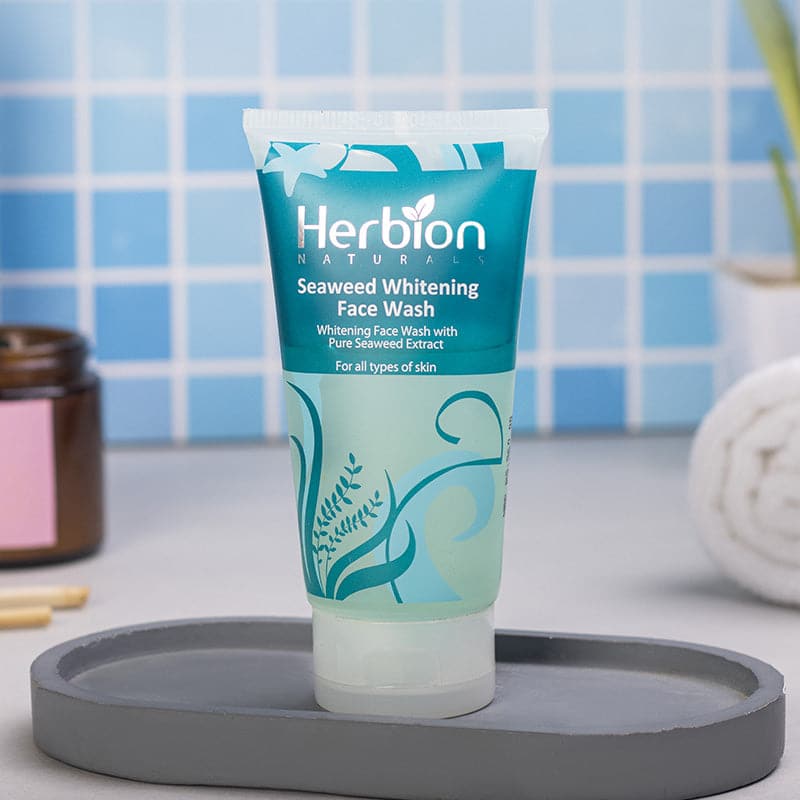 Herbion
NATURALS
Seaweed Whitening
Face Wash
Whitening Face Wash with
Pure Seaweed Extract
For all types of skin